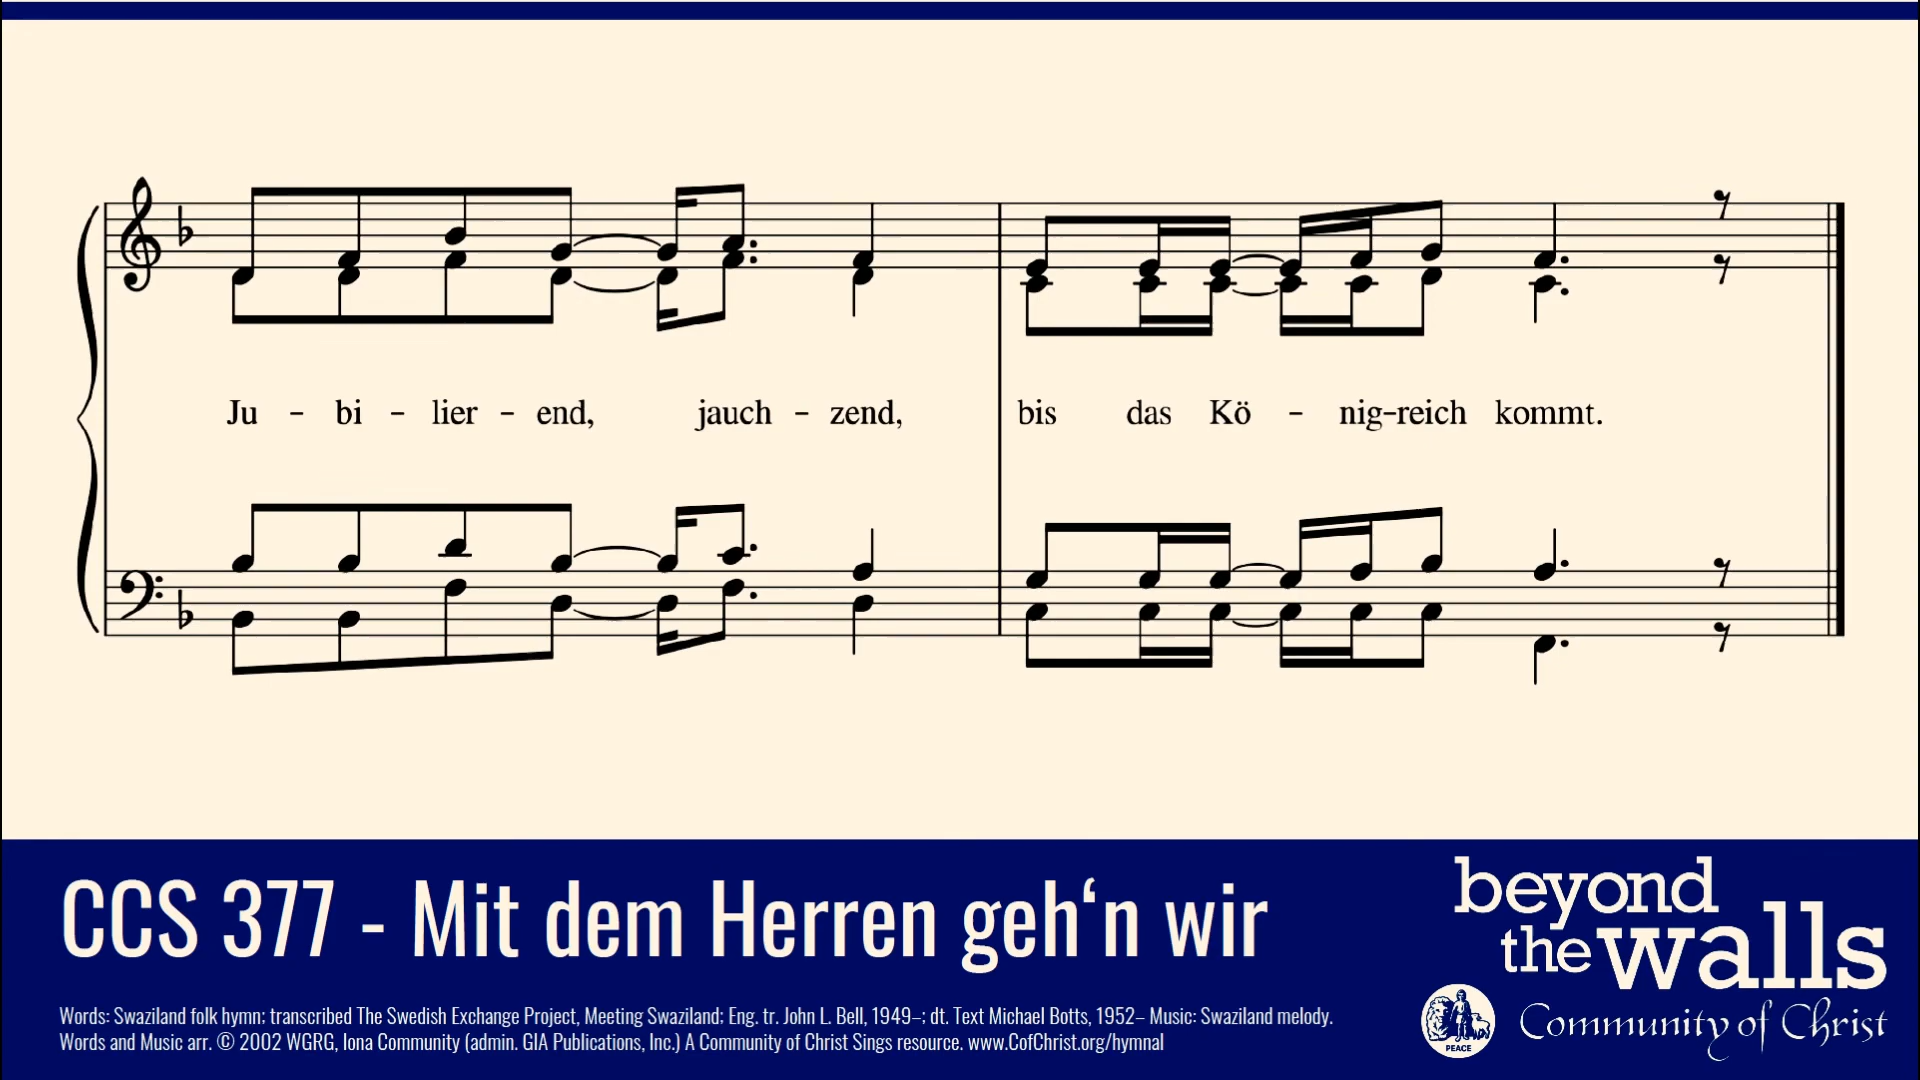 Ju - bi - lier - end, jauch - zend, bis das Kö - nig-reich kommt.
CCS 377 - Mit dem Herren geh‘n wir
Words: Swaziland folk hymn; transcribed The Swedish Exchange Project, Meeting Swaziland; Eng. tr. John L. Bell, 1949–; dt. Text Michael Botts, 1952– Music: Swaziland melody.
Words and Music arr. © 2002 WGRG, Iona Community (admin. GIA Publications, Inc.) A Community of Christ Sings resource. www.CofChrist.org/hymnal
beyond
the walls
Community of Christ
PEACE